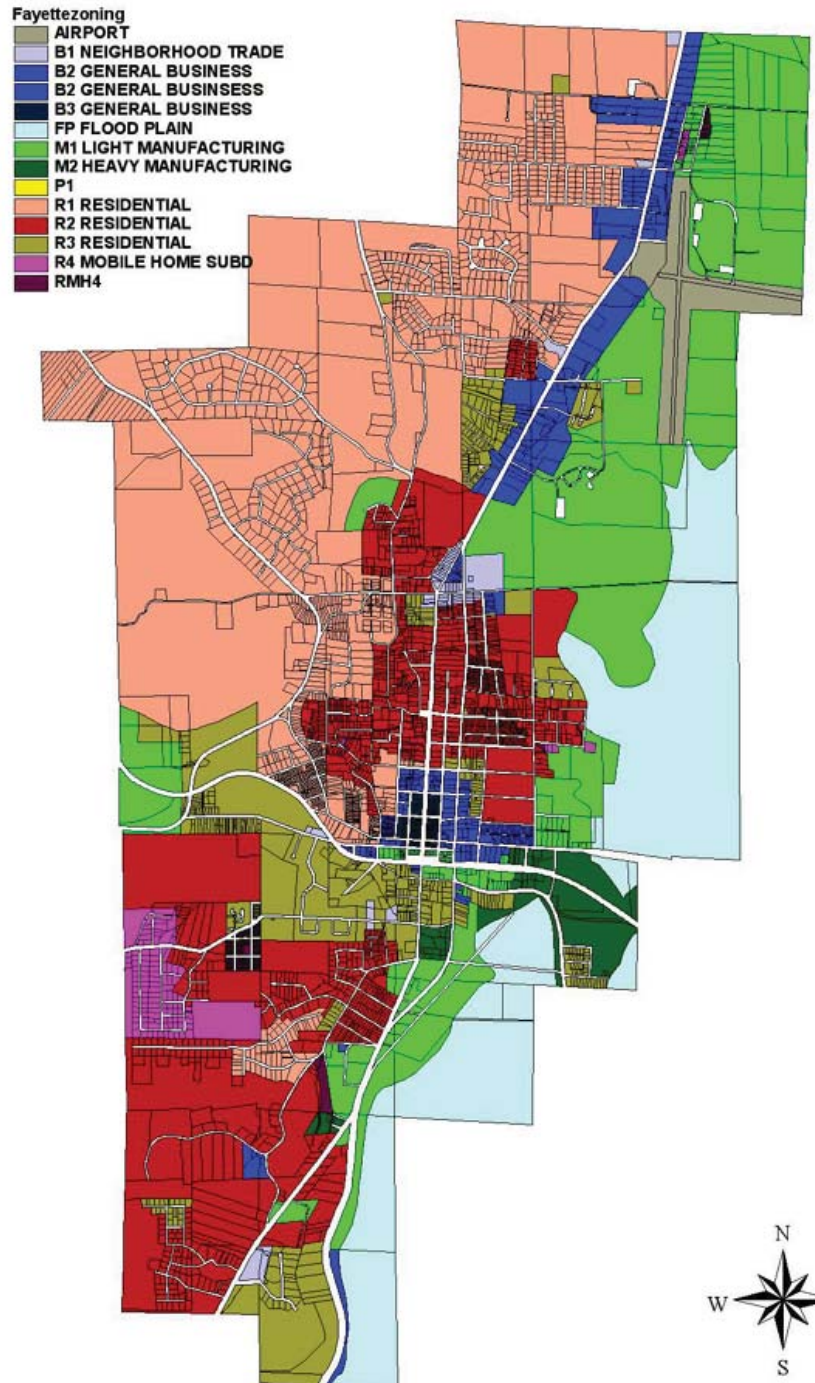 Fayettezoning
AIRPORT
B1 NEIGHBORHOOD TRADE
B2 GENERAL BUSINESS
B2 GENERAL BUSINSESS
B3 GENERAL BUSINESS
FP FLOOD PLAIN
M1 LIGHT MANUFACTURING
M2 HEAVY MANUFACTURING
P1
R1 RESIDENTIAL
R2 RESIDENTIAL
R3 RESIDENTIAL
R4 MOBILE HOME SUBD
RMH4
N
W
S